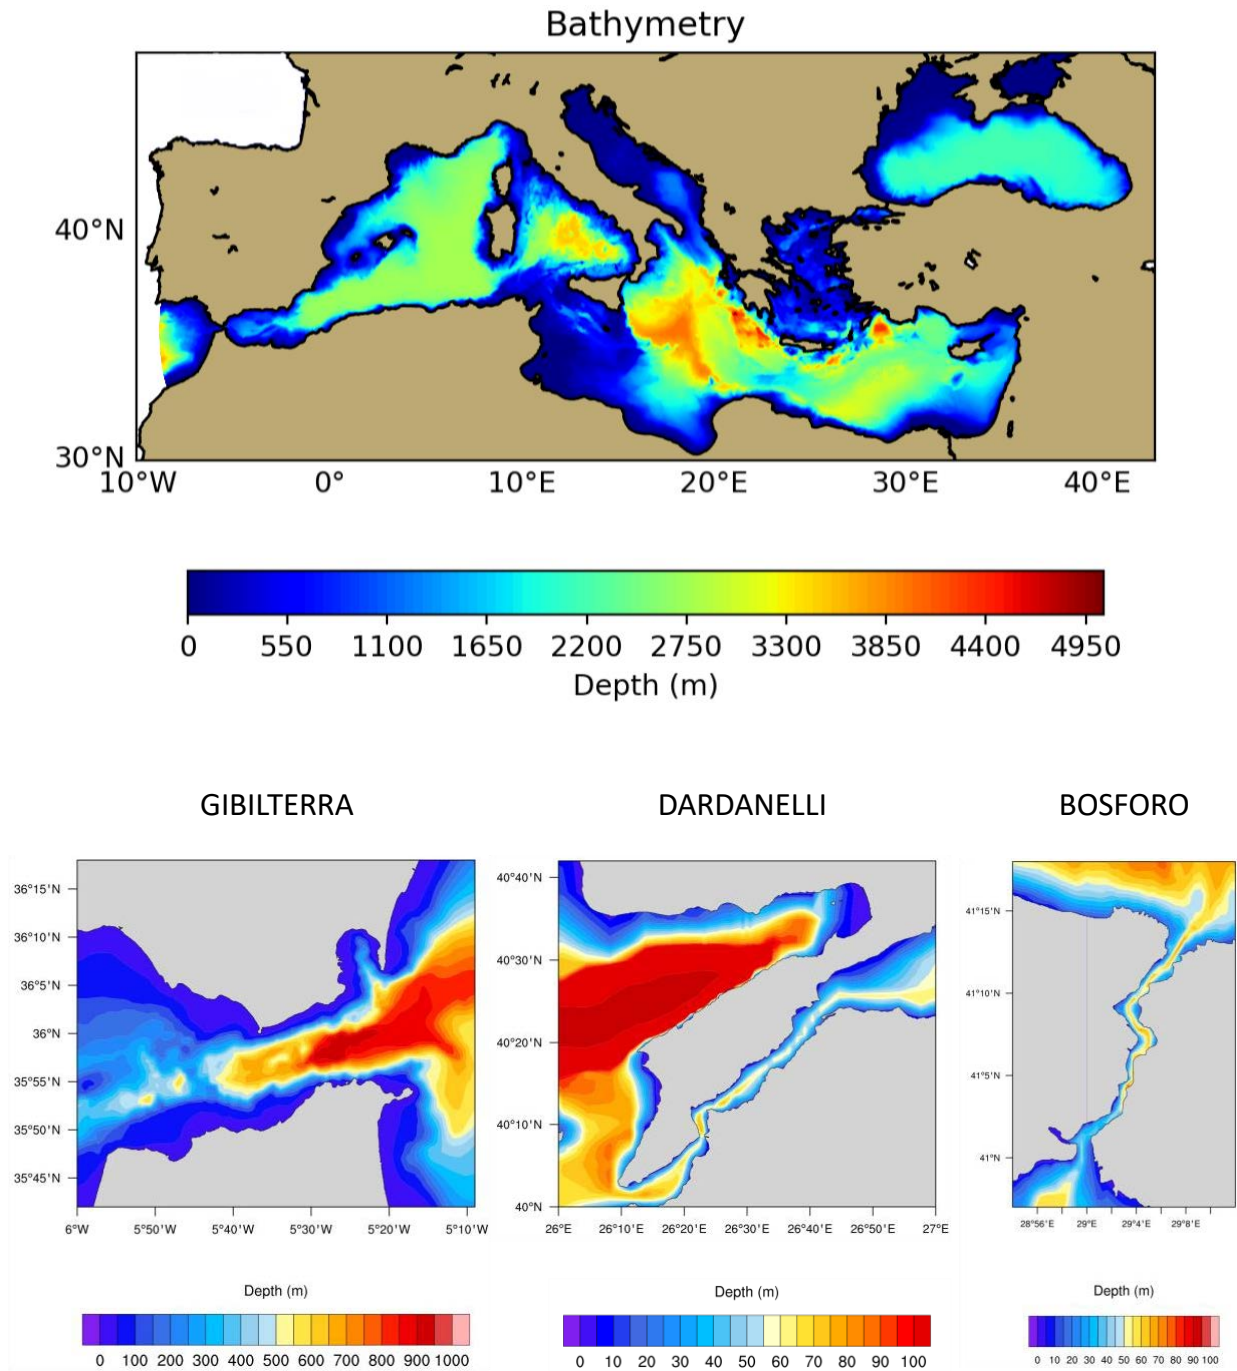 Bathymetry
40°N
30°N
10°W 0° 10°E 20°E 30°E 40°E
0 550 1100 1650 2200 2750 3300 3850 4400 4950
Depth (m)
GIBILTERRA
36°15'N
36°10'N
36°5'N
36°N
35°55'N
35°50'N
35°45'N
6°W 5°50'W 5°40'W 5°30'W 5°20'W 5°10'W
Depth (m)
0 100 200 300 400 500 600 700 800 900 1000
DARDANELLI
40°40'N
40°30'N
40°20'N
40°10'N
40°N
26°E 26°10'E 26°20'E 26°30'E 26°40'E 26°50'E 27°E
Depth (m)
0 10 20 30 40 50 60 70 80 90 100
BOSFORO
41°15'N
41°10'N
41°5'N
41°N
28°56'E 29°E 29°4'E 29°8'E
Depth (m)
0 10 20 30 40 50 60 70 80 90 100